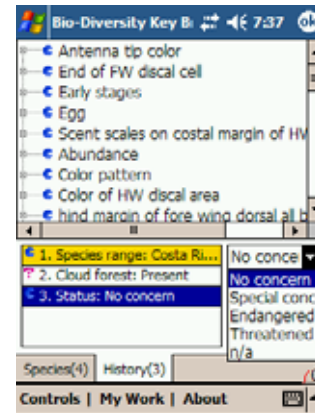 Bio-Diversity Key B 7:37 ok
Antenna tip color
End of FW discal cell
Early stages
Egg
Scent scales on costal margin of HW
Abundance
Color pattern
Color of HW discal area
hind margin of fore wing dorsal all b
1. Species range: Costa Ri...
2. Cloud forest: Present
3. Status: No concern
No conce
No concern
Special conc
Endangered
Threatened
n/a
Species(4) History(3)
Controls | My Work | About